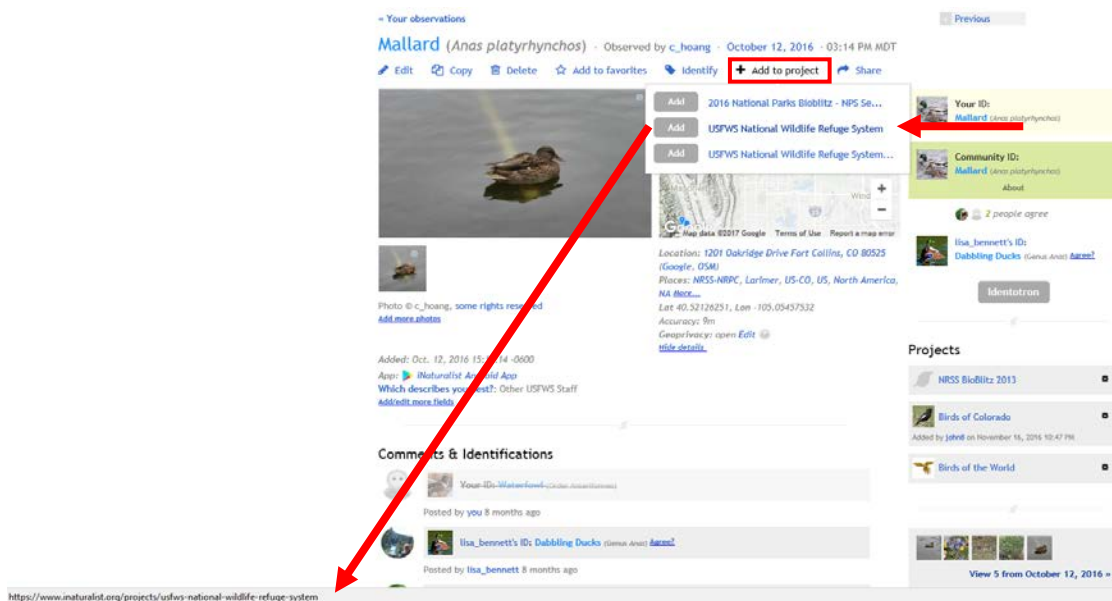 « Your observations
Previous
Mallard (Anas platyrhynchos) · Observed by c_hoang · October 12, 2016 · 03:14 PM MDT
Edit Copy Delete Add to favorites Identify + Add to project Share
Add 2016 National Parks Bioblitz - NPS Se...
Add USFWS National Wildlife Refuge System
Add USFWS National Wildlife Refuge System...
Your ID:
Mallard (Anas platyrhynchos)
Community ID:
Mallard (Anas platyrhynchos)
About
2 people agree
lisa_bennett's ID:
Dabbling Ducks (Genus Anas) Agree?
Identotron
+
−
Map data ©2017 Google Terms of Use Report a map error
Location: 1201 Oakridge Drive Fort Collins, CO 80525
(Google, OSM)
Places: NRSS-NRPC, Larimer, US-CO, US, North America,
NA More...
Lat 40.52126251, Lon -105.05457532
Accuracy: 9m
Geoprivacy: open Edit
Hide details
Photo © c_hoang, some rights reserved
Add more photos
Added: Oct. 12, 2016 -0600
App: iNaturalist Android App
Which describes you best?: Other USFWS Staff
Add/edit more fields
Projects
NRSS BioBlitz 2013
Birds of Colorado
Added by john8 on November 16, 2016 10:47 PM
Birds of the World
View 5 from October 12, 2016 »
Comments & Identifications
Your ID: Waterfowl (Order Anseriformes)
Posted by you 8 months ago
lisa_bennett's ID: Dabbling Ducks (Genus Anas) Agree?
Posted by lisa_bennett 8 months ago
https://www.inaturalist.org/projects/usfws-national-wildlife-refuge-system